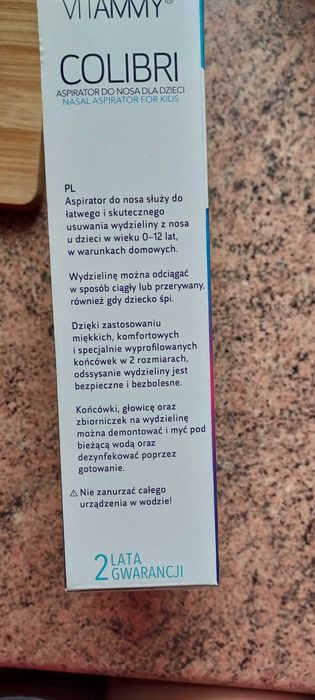 VITAMMY®
COLIBRI
ASPIRATOR DO NOSA DLA DZIECI
NASAL ASPIRATOR FOR KIDS
PL
Aspirator do nosa służy do
łatwego i skutecznego
usuwania wydzieliny z nosa
u dzieci w wieku 0-12 lat,
w warunkach domowych.
Wydzielinę można odciągać
w sposób ciągły lub przerywany,
również gdy dziecko śpi.
Dzięki zastosowaniu
miękkich, komfortowych
i specjalnie wyprofilowanych
końcówek w 2 rozmiarach,
odssysanie wydzieliny jest
bezpieczne i bezbolesne.
Końcówki, głowicę oraz
zbiorniczek na wydzielinę
można demontować i myć pod
bieżącą wodą oraz
dezynfekować poprzez
gotowanie.
⚠ Nie zanurzać całego
urządzenia w wodzie!
2 LATA
GWARANCJI